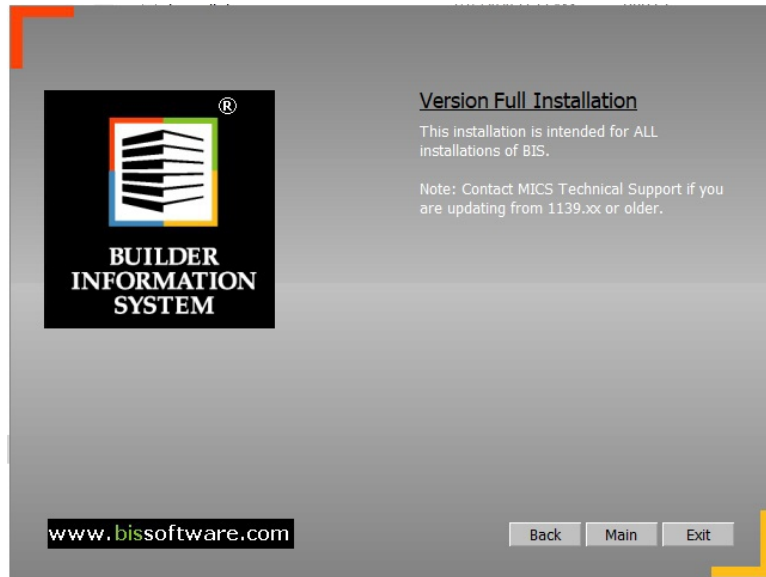 Version Full Installation
This installation is intended for ALL
installations of BIS.
Note: Contact MICS Technical Support if you
are updating from 1139.xx or older.
®
BUILDER
INFORMATION
SYSTEM
www.bissoftware.com
Back
Main
Exit